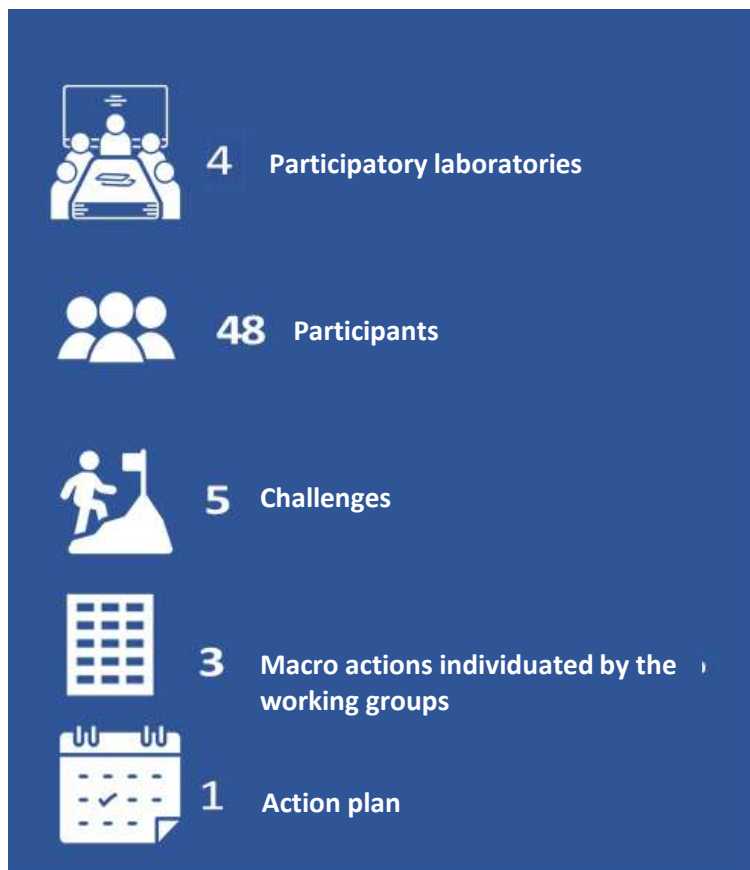 4 Participatory laboratories
48 Participants
5 Challenges
3 Macro actions individuated by the
working groups
1 Action plan